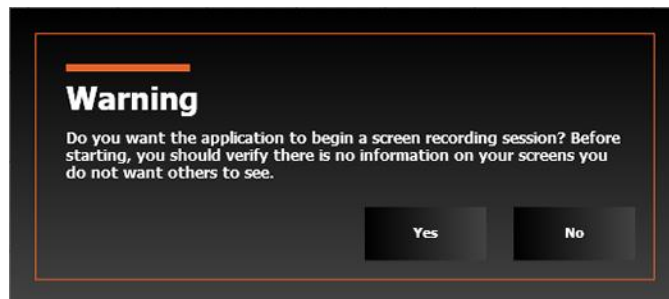 Warning
Do you want the application to begin a screen recording session? Before
starting, you should verify there is no information on your screens you
do not want others to see.
Yes No